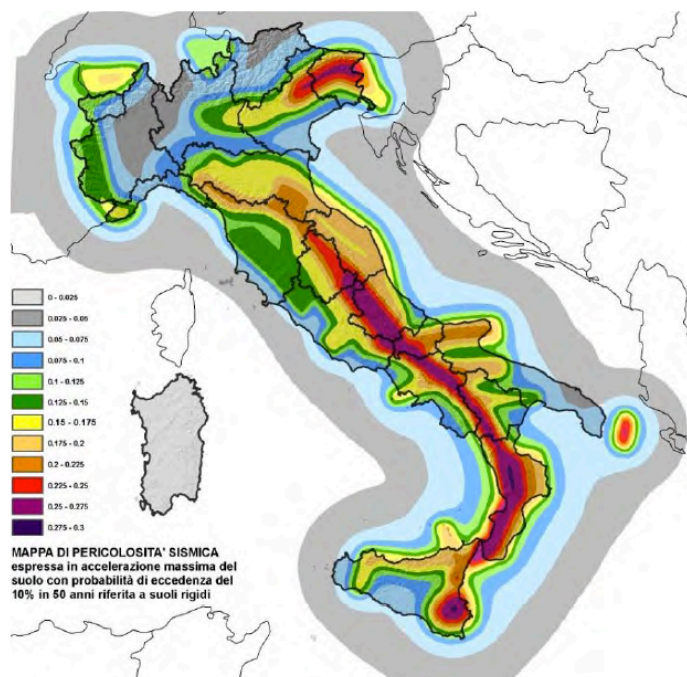 0 - 0.025
0.025 - 0.05
0.05 - 0.075
0.075 - 0.1
0.1 - 0.125
0.125 - 0.15
0.15 - 0.175
0.175 - 0.2
0.2 - 0.225
0.225 - 0.25
0.25 - 0.275
0.275 - 0.3
MAPPA DI PERICOLOSITA' SISMICA
espressa in accelerazione massima del
suolo con probabilità di eccedenza del
10% in 50 anni riferita a suoli rigidi